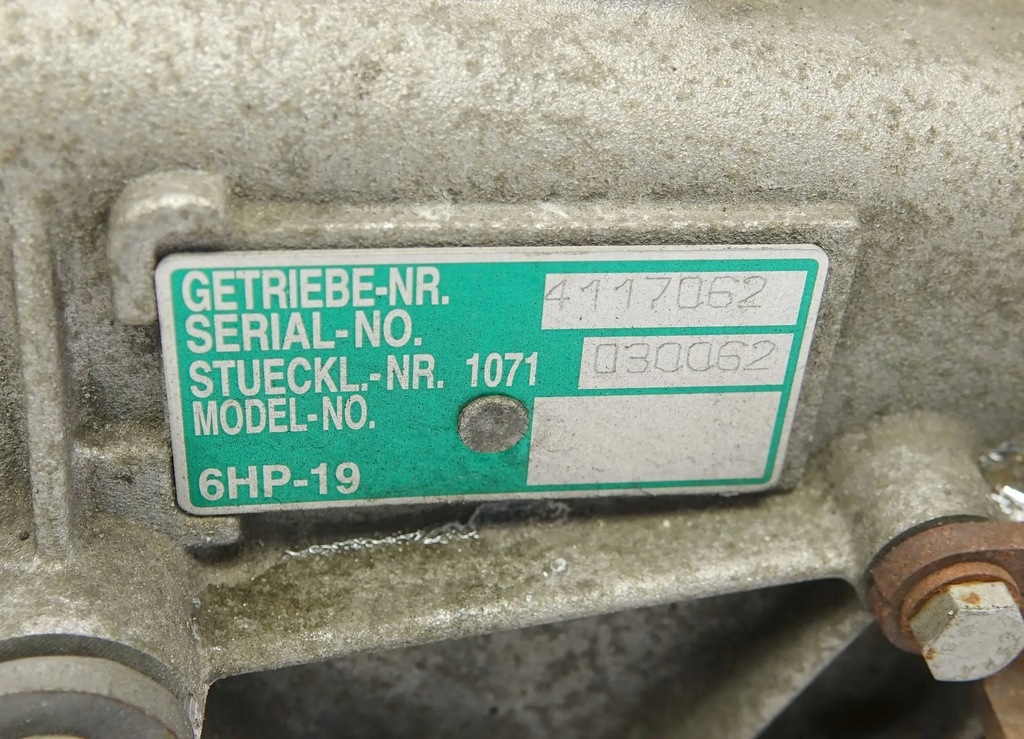 GETRIEBE-NR. 4117062
SERIAL-NO.
STUECKL.-NR. 1071 030062
MODEL-NO.
6HP-19